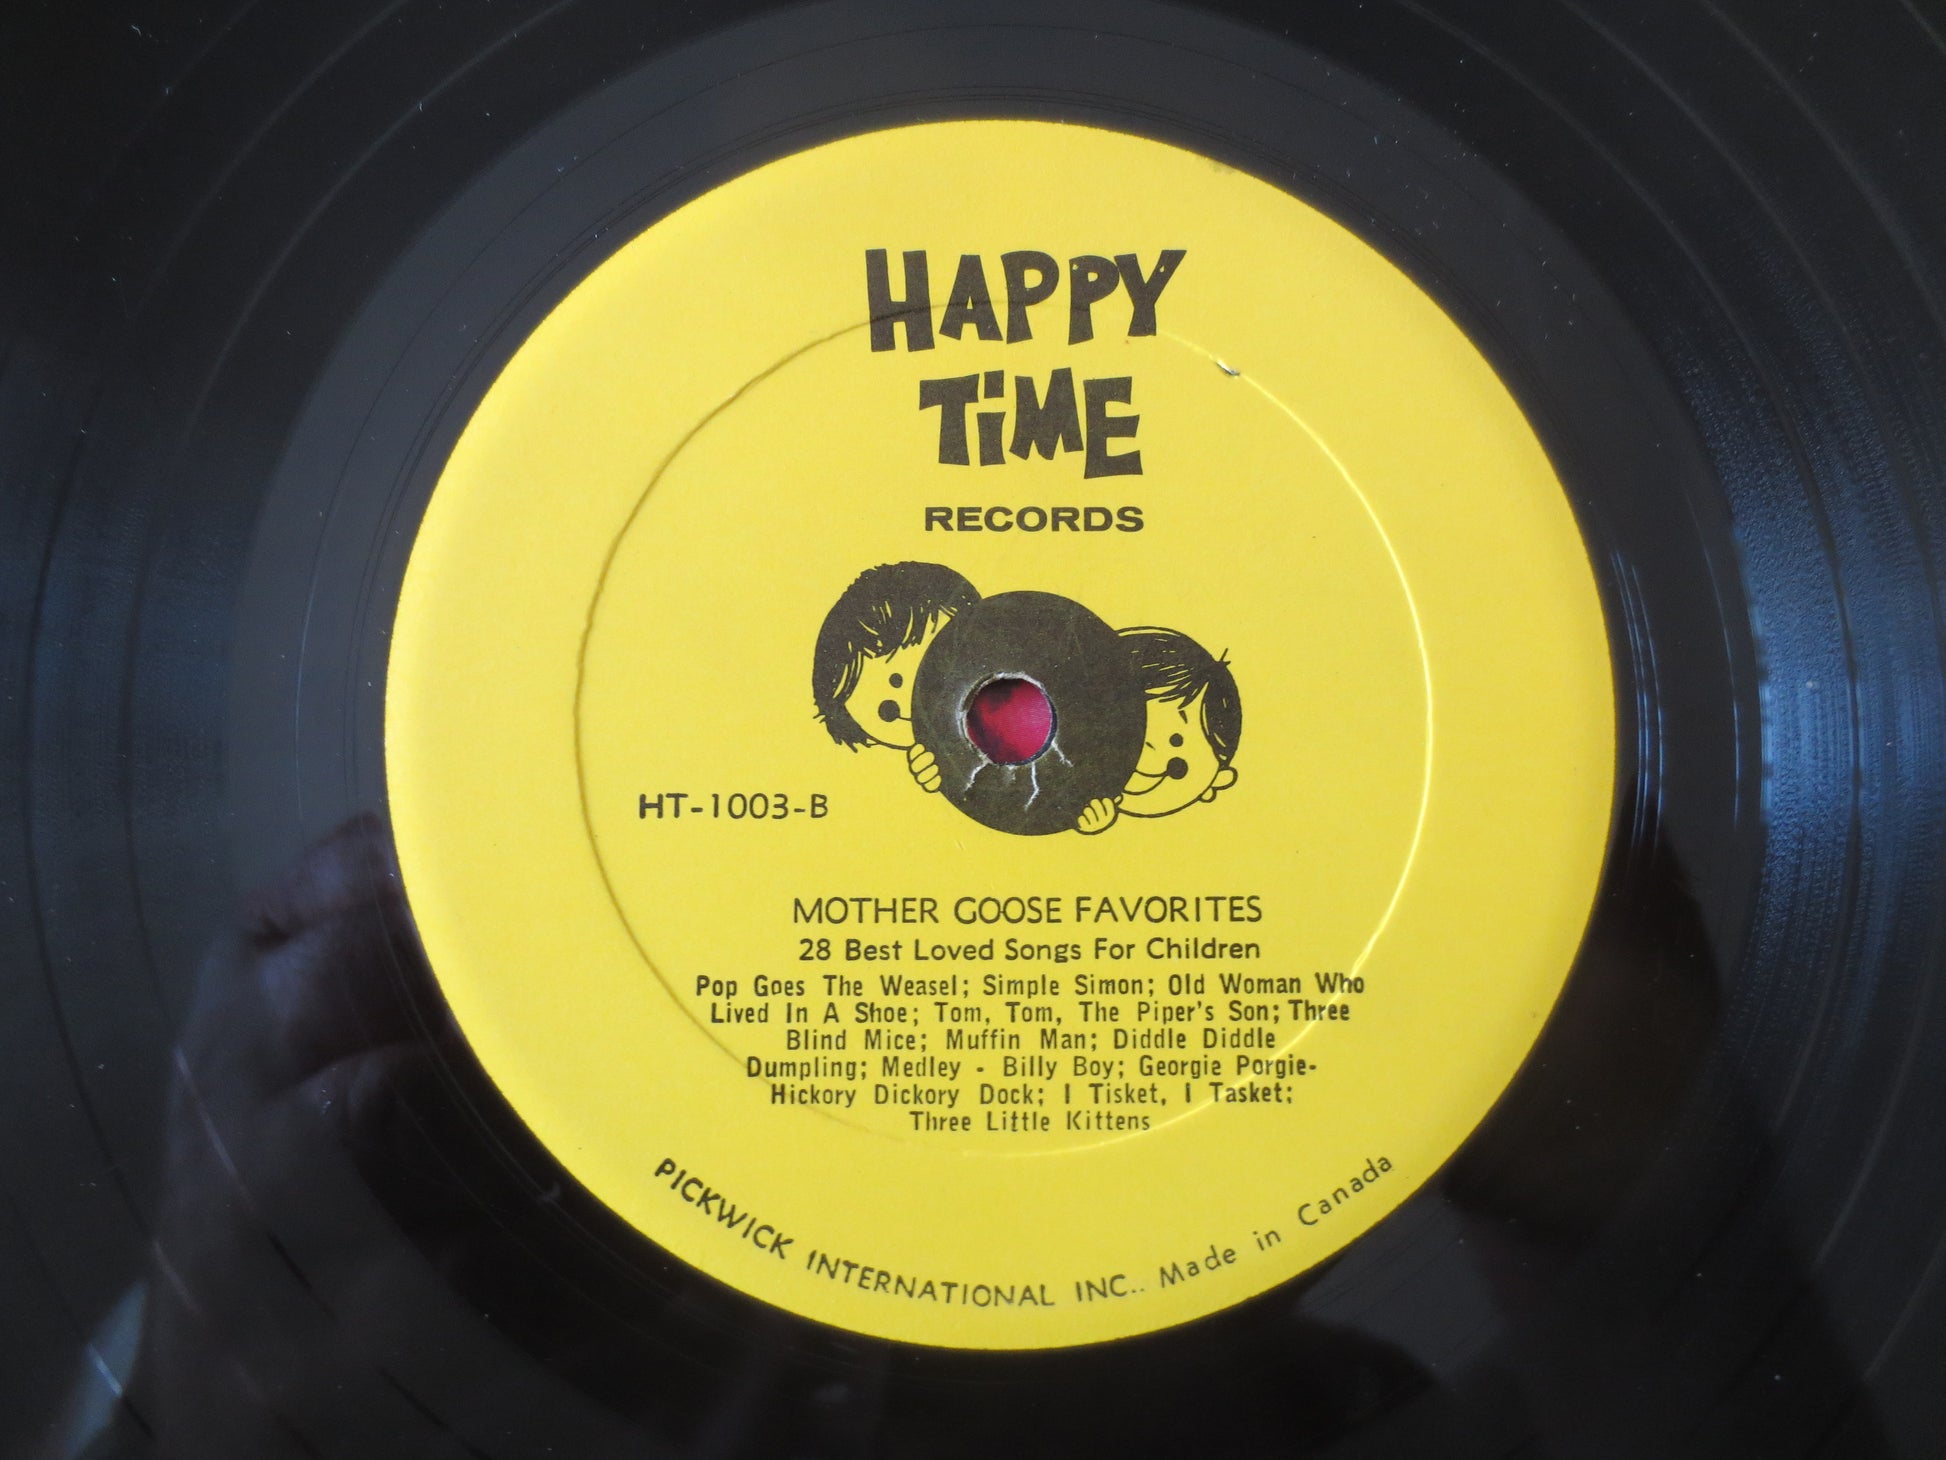 HAPPY
TiME
RECORDS
HT-1003-B
MOTHER GOOSE FAVORITES
28 Best Loved Songs For Children
Pop Goes The Weasel; Simple Simon; Old Woman Who
Lived In A Shoe; Tom, Tom, The Piper's Son; Three
Blind Mice; Muffin Man; Diddle Diddle
Dumpling; Medley - Billy Boy; Georgie Porgie-
Hickory Dickory Dock; I Tisket, I Tasket;
Three Little Kittens
PICKWICK INTERNATIONAL INC.. Made in Canada